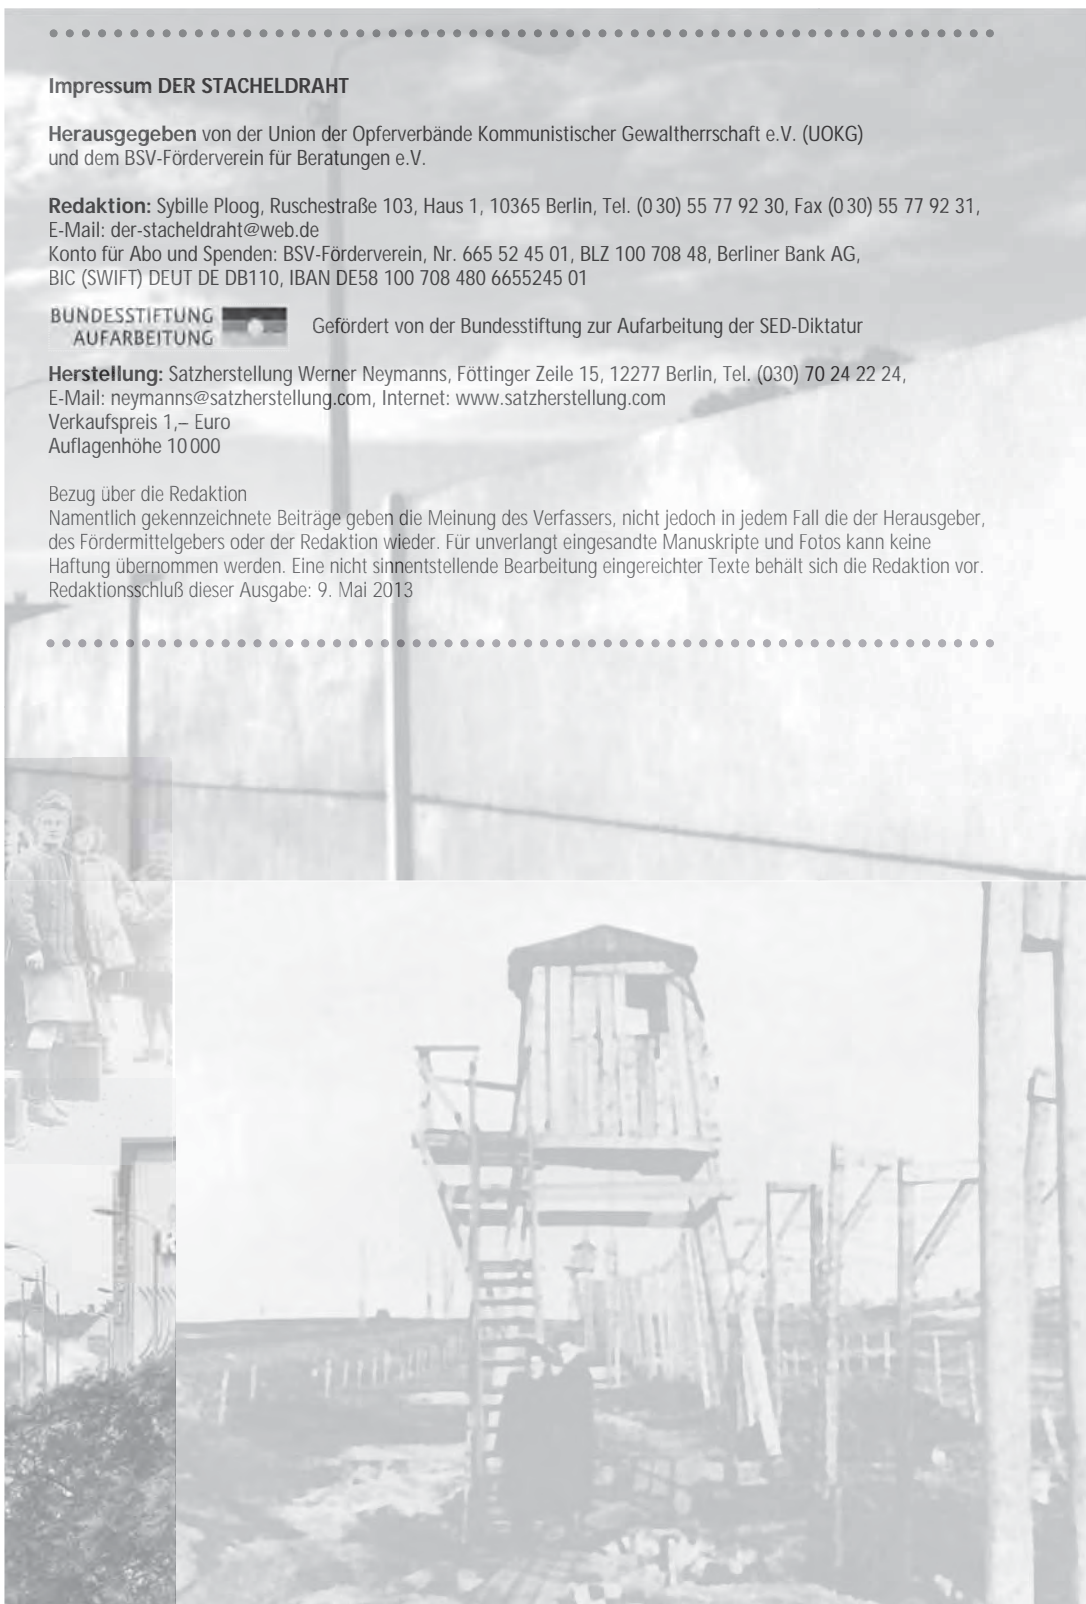 Impressum DER STACHELDRAHT
Herausgegeben von der Union der Opferverbände Kommunistischer Gewaltherrschaft e.V. (UOKG)
und dem BSV-Förderverein für Beratungen e.V.
Redaktion: Sybille Ploog, Ruschestraße 103, Haus 1, 10365 Berlin, Tel. (0 30) 55 77 92 30, Fax (0 30) 55 77 92 31,
E-Mail: der-stacheldraht@web.de
Konto für Abo und Spenden: BSV-Förderverein, Nr. 665 52 45 01, BLZ 100 708 48, Berliner Bank AG,
BIC (SWIFT) DEUT DE DB110, IBAN DE58 100 708 480 6655245 01
BUNDESSTIFTUNG
AUFARBEITUNG
Gefördert von der Bundesstiftung zur Aufarbeitung der SED-Diktatur
Herstellung: Satzherstellung Werner Neymanns, Föttinger Zeile 15, 12277 Berlin, Tel. (030) 70 24 22 24,
E-Mail: neymanns@satzherstellung.com, Internet: www.satzherstellung.com
Verkaufspreis 1,– Euro
Auflagenhöhe 10 000
Bezug über die Redaktion
Namentlich gekennzeichnete Beiträge geben die Meinung des Verfassers, nicht jedoch in jedem Fall die der Herausgeber,
des Fördermittelgebers oder der Redaktion wieder. Für unverlangt eingesandte Manuskripte und Fotos kann keine
Haftung übernommen werden. Eine nicht sinnentstellende Bearbeitung eingereichter Texte behält sich die Redaktion vor.
Redaktionsschluß dieser Ausgabe: 9. Mai 2013